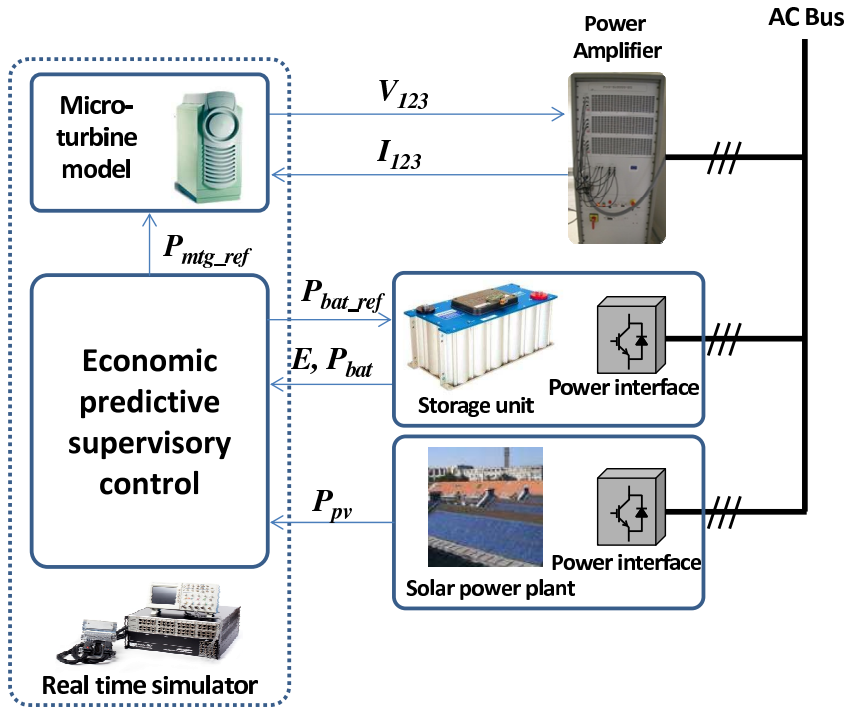 AC Bus
Power
Amplifier
Micro-
turbine
model
V123
I123
Pmtg_ref
Pbat_ref
E, Pbat
Economic
predictive
supervisory
control
Storage unit
Power interface
Ppv
Power interface
Solar power plant
Real time simulator